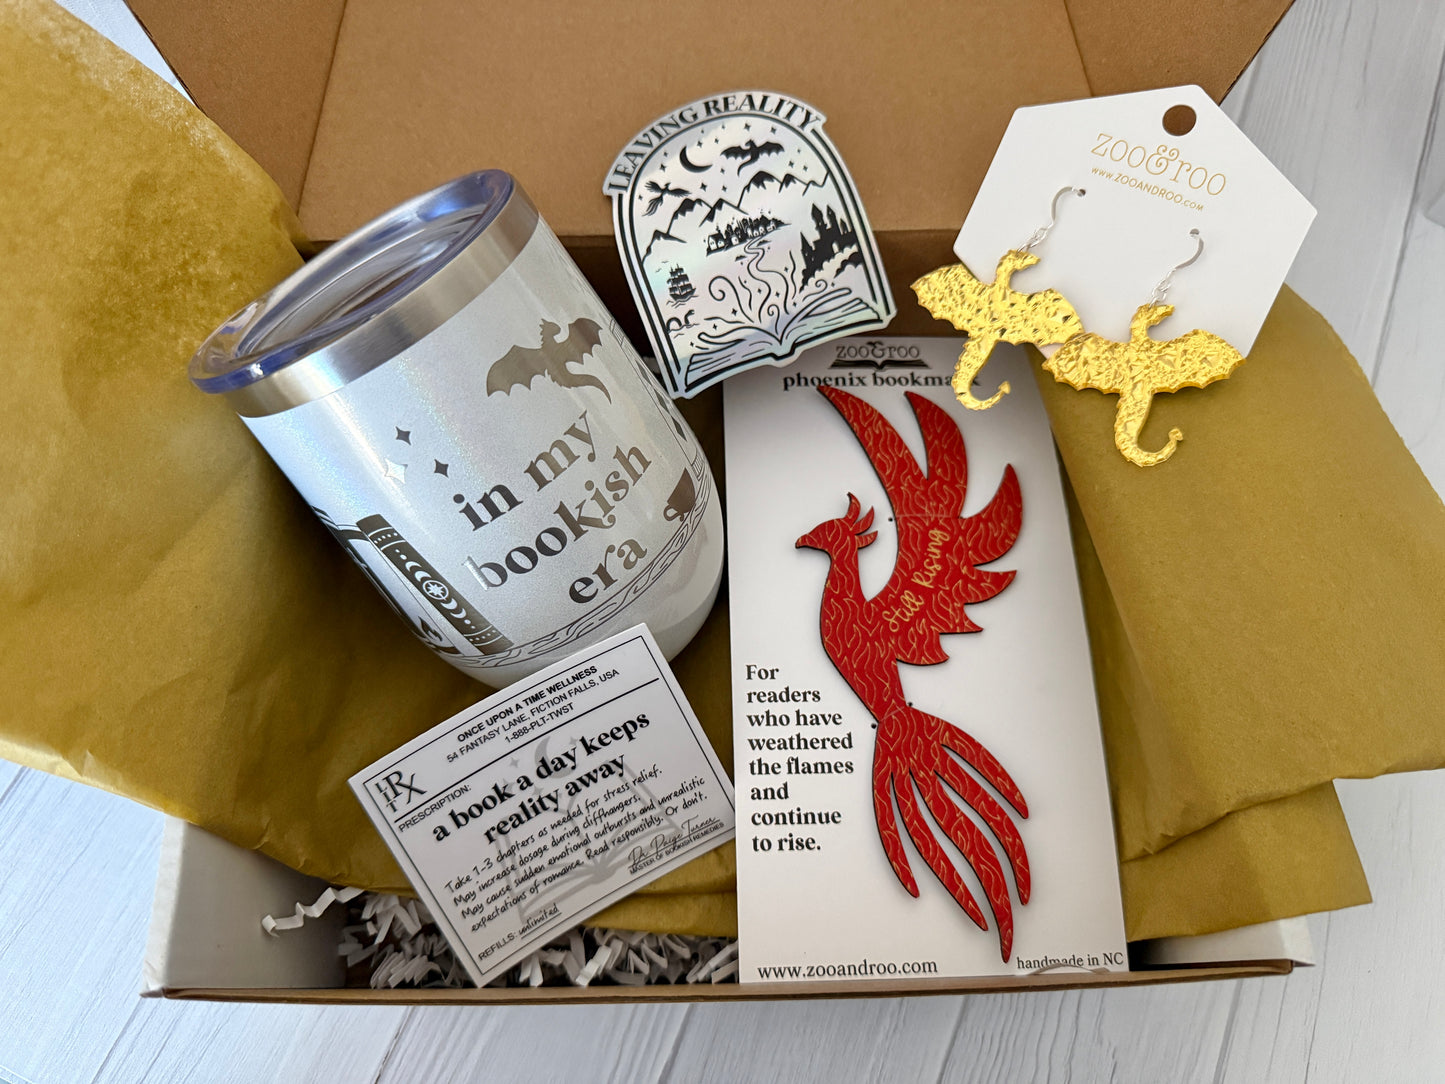 LEAVING REALITY
zoo&roo
www.zooandroo.com
in my
bookish
era
zoo&roo
phoenix bookmark
Still Rising
For
readers
who have
weathered
the flames
and
continue
to rise.
www.zooandroo.com
handmade in NC
LIT
Rx
ONCE UPON A TIME WELLNESS
54 FANTASY LANE, FICTION FALLS, USA
1-888-PLT-TWST
PRESCRIPTION:
a book a day keeps
reality away
Take 1-3 chapters as needed for stress relief.
May increase dosage during cliffhangers.
May cause sudden emotional outbursts and unrealistic
expectations of romance. Read responsibly. Or don't.
Dr. Paige Turner
MASTER OF BOOKISH REMEDIES
REFILLS: unlimited